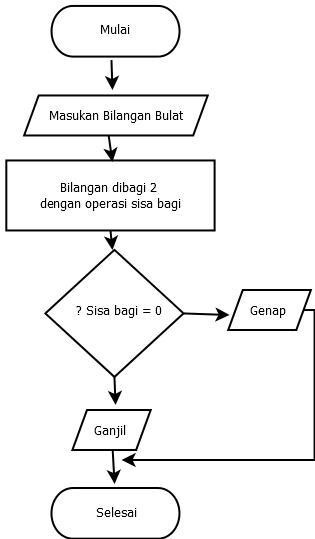 Mulai
Masukan Bilangan Bulat
Bilangan dibagi 2
dengan operasi sisa bagi
? Sisa bagi = 0
Genap
Ganjil
Selesai